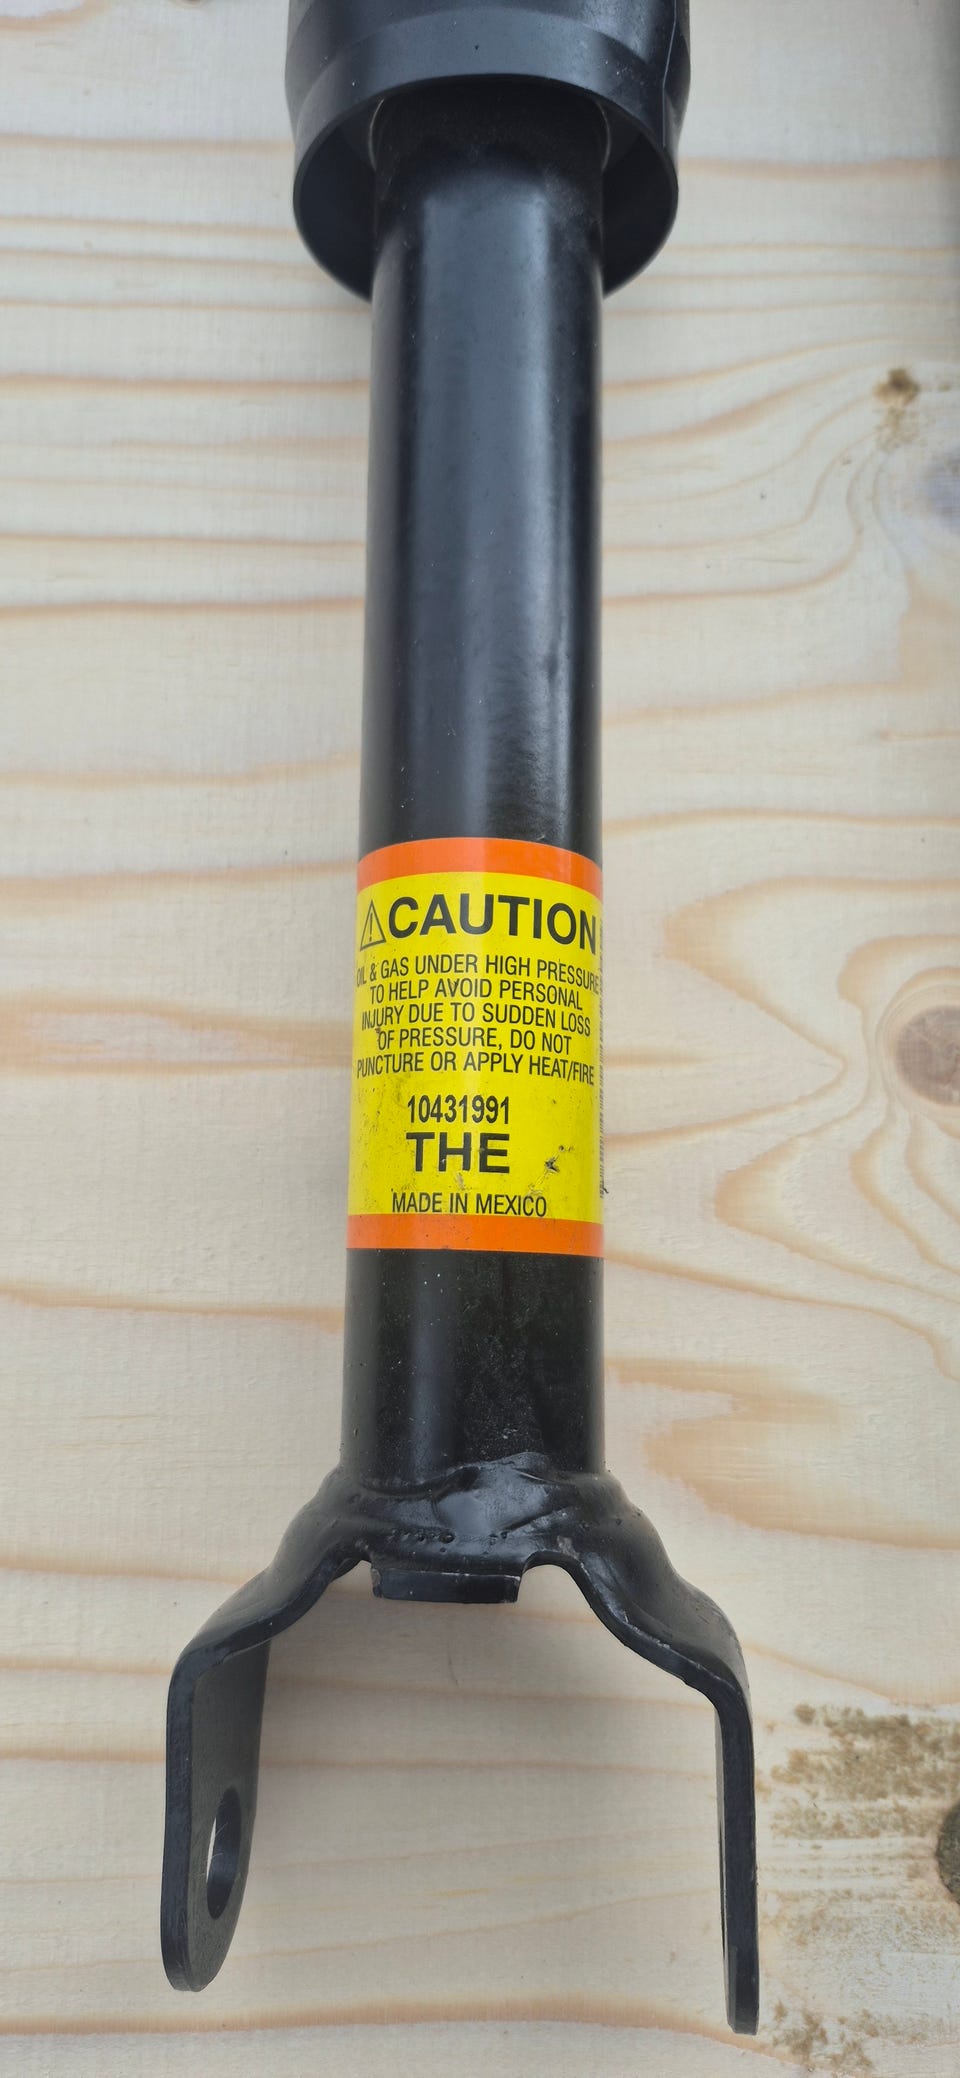 CAUTION
OIL & GAS UNDER HIGH PRESSURE
TO HELP AVOID PERSONAL
INJURY DUE TO SUDDEN LOSS
OF PRESSURE, DO NOT
PUNCTURE OR APPLY HEAT/FIRE
10431991
THE
MADE IN MEXICO